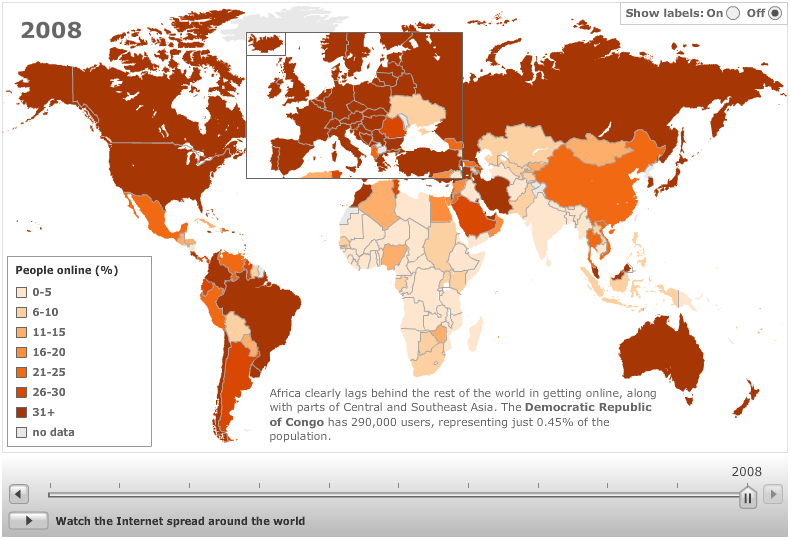 Show labels: On Off
2008
People online (%)
0-5
6-10
11-15
16-20
21-25
26-30
31+
no data
Africa clearly lags behind the rest of the world in getting online, along
with parts of Central and Southeast Asia. The Democratic Republic
of Congo has 290,000 users, representing just 0.45% of the
population.
2008
Watch the Internet spread around the world